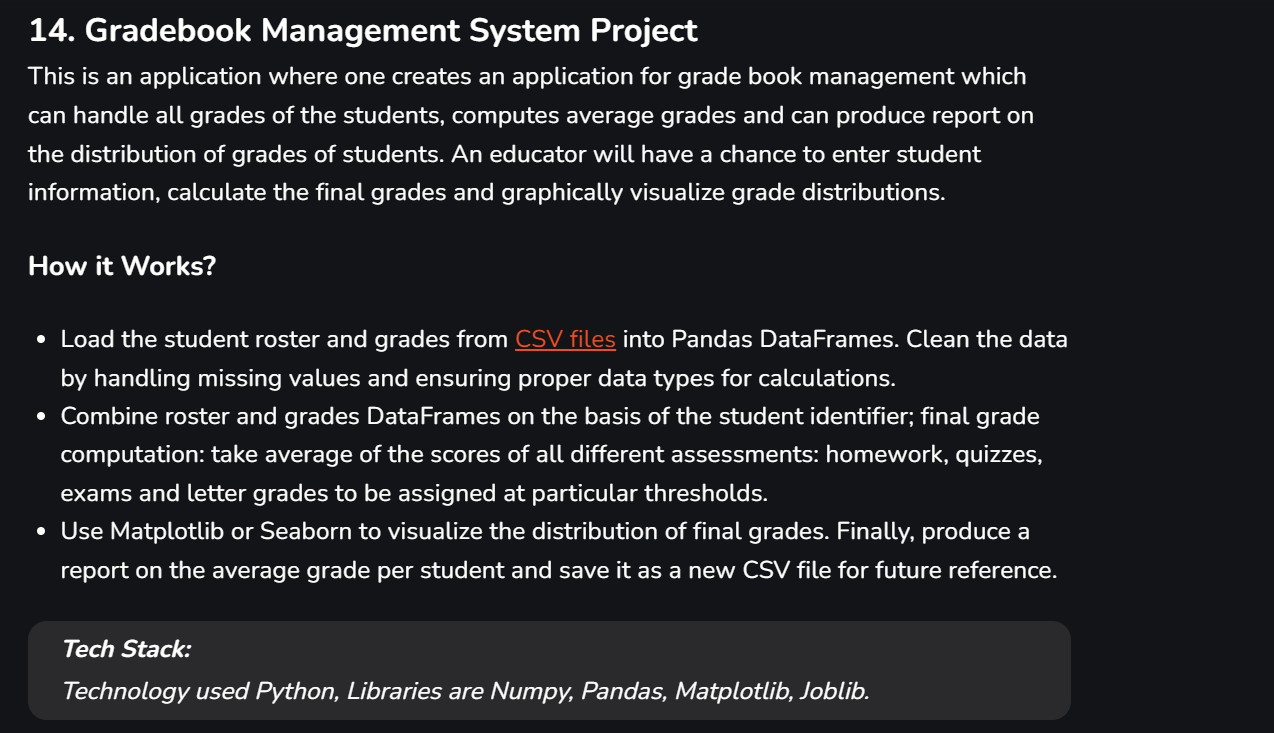 14. Gradebook Management System Project
This is an application where one creates an application for grade book management which
can handle all grades of the students, computes average grades and can produce report on
the distribution of grades of students. An educator will have a chance to enter student
information, calculate the final grades and graphically visualize grade distributions.
How it Works?
• Load the student roster and grades from CSV files into Pandas DataFrames. Clean the data
by handling missing values and ensuring proper data types for calculations.
• Combine roster and grades DataFrames on the basis of the student identifier; final grade
computation: take average of the scores of all different assessments: homework, quizzes,
exams and letter grades to be assigned at particular thresholds.
• Use Matplotlib or Seaborn to visualize the distribution of final grades. Finally, produce a
report on the average grade per student and save it as a new CSV file for future reference.
Tech Stack:
Technology used Python, Libraries are Numpy, Pandas, Matplotlib, Joblib.